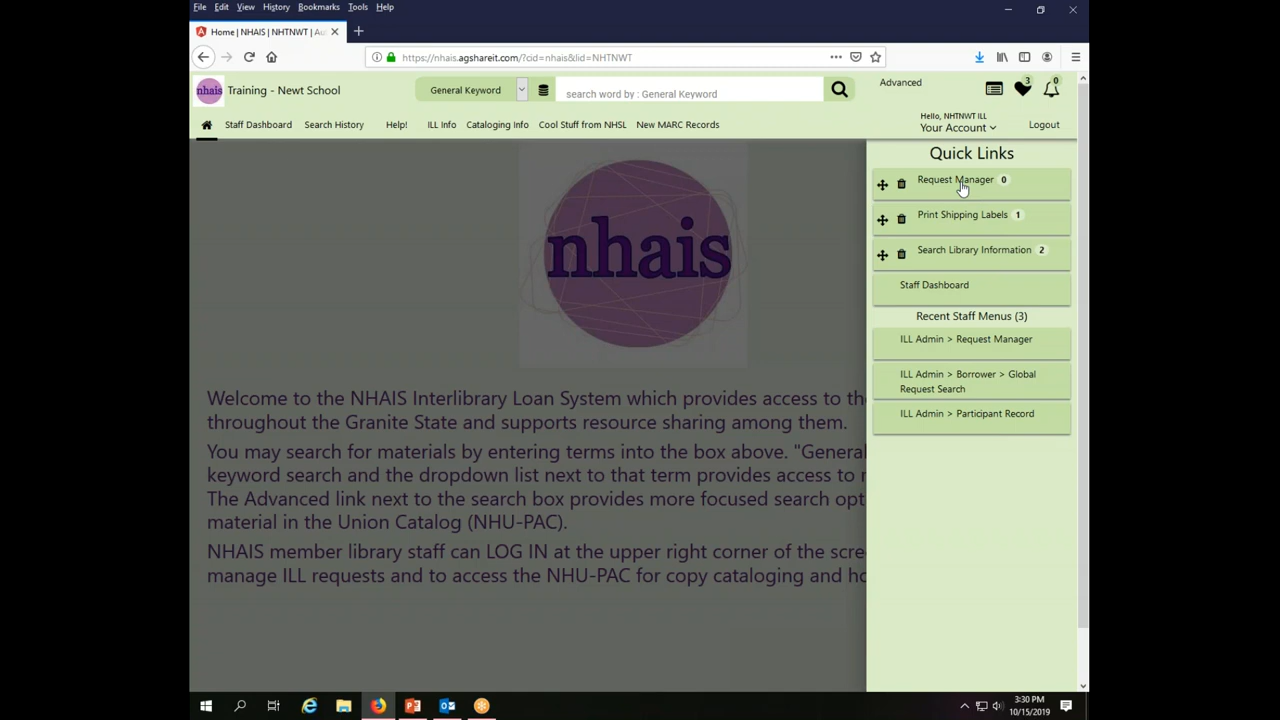 File Edit View History Bookmarks Tools Help
Home | NHAIS | NHTNWT | Au
https://nhais.agshareit.com/?cid=nhais&lid=NHTNWT
nhais Training - Newt School General Keyword search word by : General Keyword Advanced 3 0
Hello, NHTNWT ILL
Staff Dashboard Search History Help! ILL Info Cataloging Info Cool Stuff from NHSL New MARC Records Your Account Logout
Quick Links
Request Manager 0
Print Shipping Labels 1
Search Library Information 2
Staff Dashboard
Recent Staff Menus (3)
ILL Admin > Request Manager
ILL Admin > Borrower > Global
Request Search
ILL Admin > Participant Record
nhais
Welcome to the NHAIS Interlibrary Loan System which provides access to the
throughout the Granite State and supports resource sharing among them.
You may search for materials by entering terms into the box above. "General
keyword search and the dropdown list next to that term provides access to
The Advanced link next to the search box provides more focused search opt
material in the Union Catalog (NHU-PAC).
NHAIS member library staff can LOG IN at the upper right corner of the scre
manage ILL requests and to access the NHU-PAC for copy cataloging and ho
3:30 PM
10/15/2019